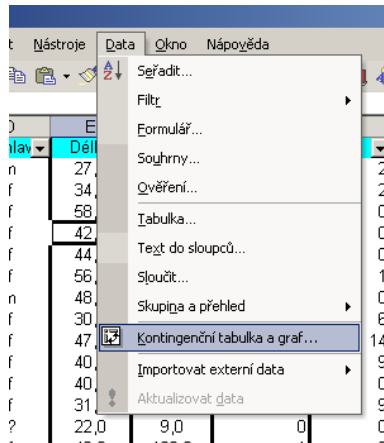 Nástroje Data Okno Nápověda
Seřadit...
Filtr
Formulář...
Souhrny...
Ověření...
Tabulka...
Text do sloupců...
Sloučit...
Skupina a přehled
Kontingenční tabulka a graf...
Importovat externí data
Aktualizovat data
E
n 27,
f 34,
f 58,
f 42,
f 44,
f 56,
n 48,
f 30,
f 47, 14
f 40,
f 40,
f 31,
? 22,0 9,0 0